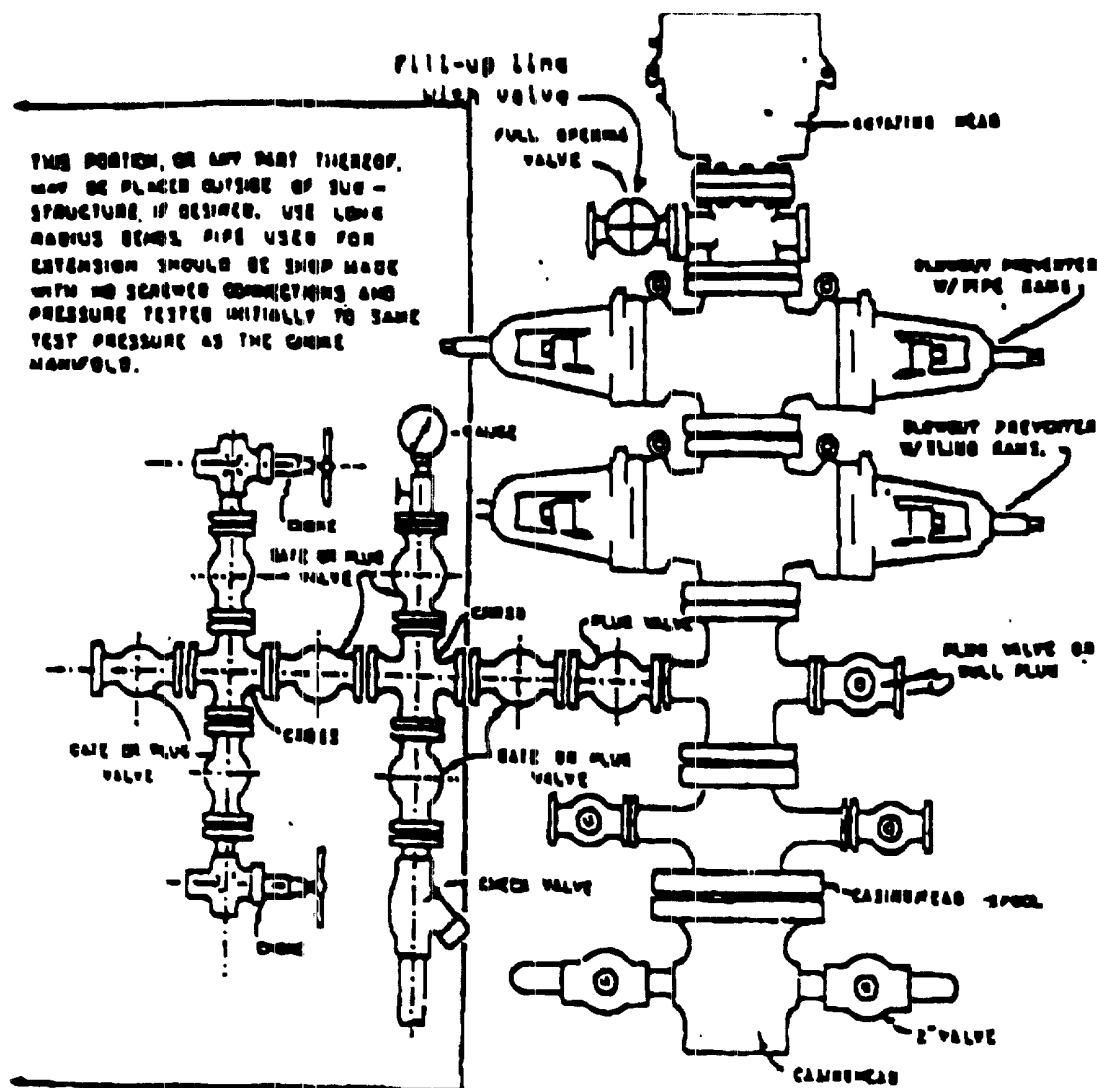 Fill-up line
with valve
FULL OPENING
VALVE
ROTATING HEAD
THIS PORTION, OR ANY PART THEREOF,
MAY BE PLACED OUTSIDE OF SUB-
STRUCTURE, IF DESIRED. USE LONG
RADIUS BENDS. PIPE USED FOR
EXTENSION SHOULD BE SHOP MADE
WITH NO SCREWED CONNECTIONS AND
PRESSURE TESTED INITIALLY TO SAME
TEST PRESSURE AS THE CHOKE
MANIFOLD.
BLOWOUT PREVENTER
W/PIPE RAMS
BLOWOUT PREVENTER
W/BLIND RAMS.
GAUGE
CHOKE
GATE OR PLUG
VALVE
CROSS
PLUG VALVE
PLUG VALVE OR
BULL PLUG
CROSS
GATE OR PLUG
VALVE
GATE OR PLUG
VALVE
CHECK VALVE
CASINGHEAD SPOOL
CHOKE
2" VALVE
CASINGHEAD